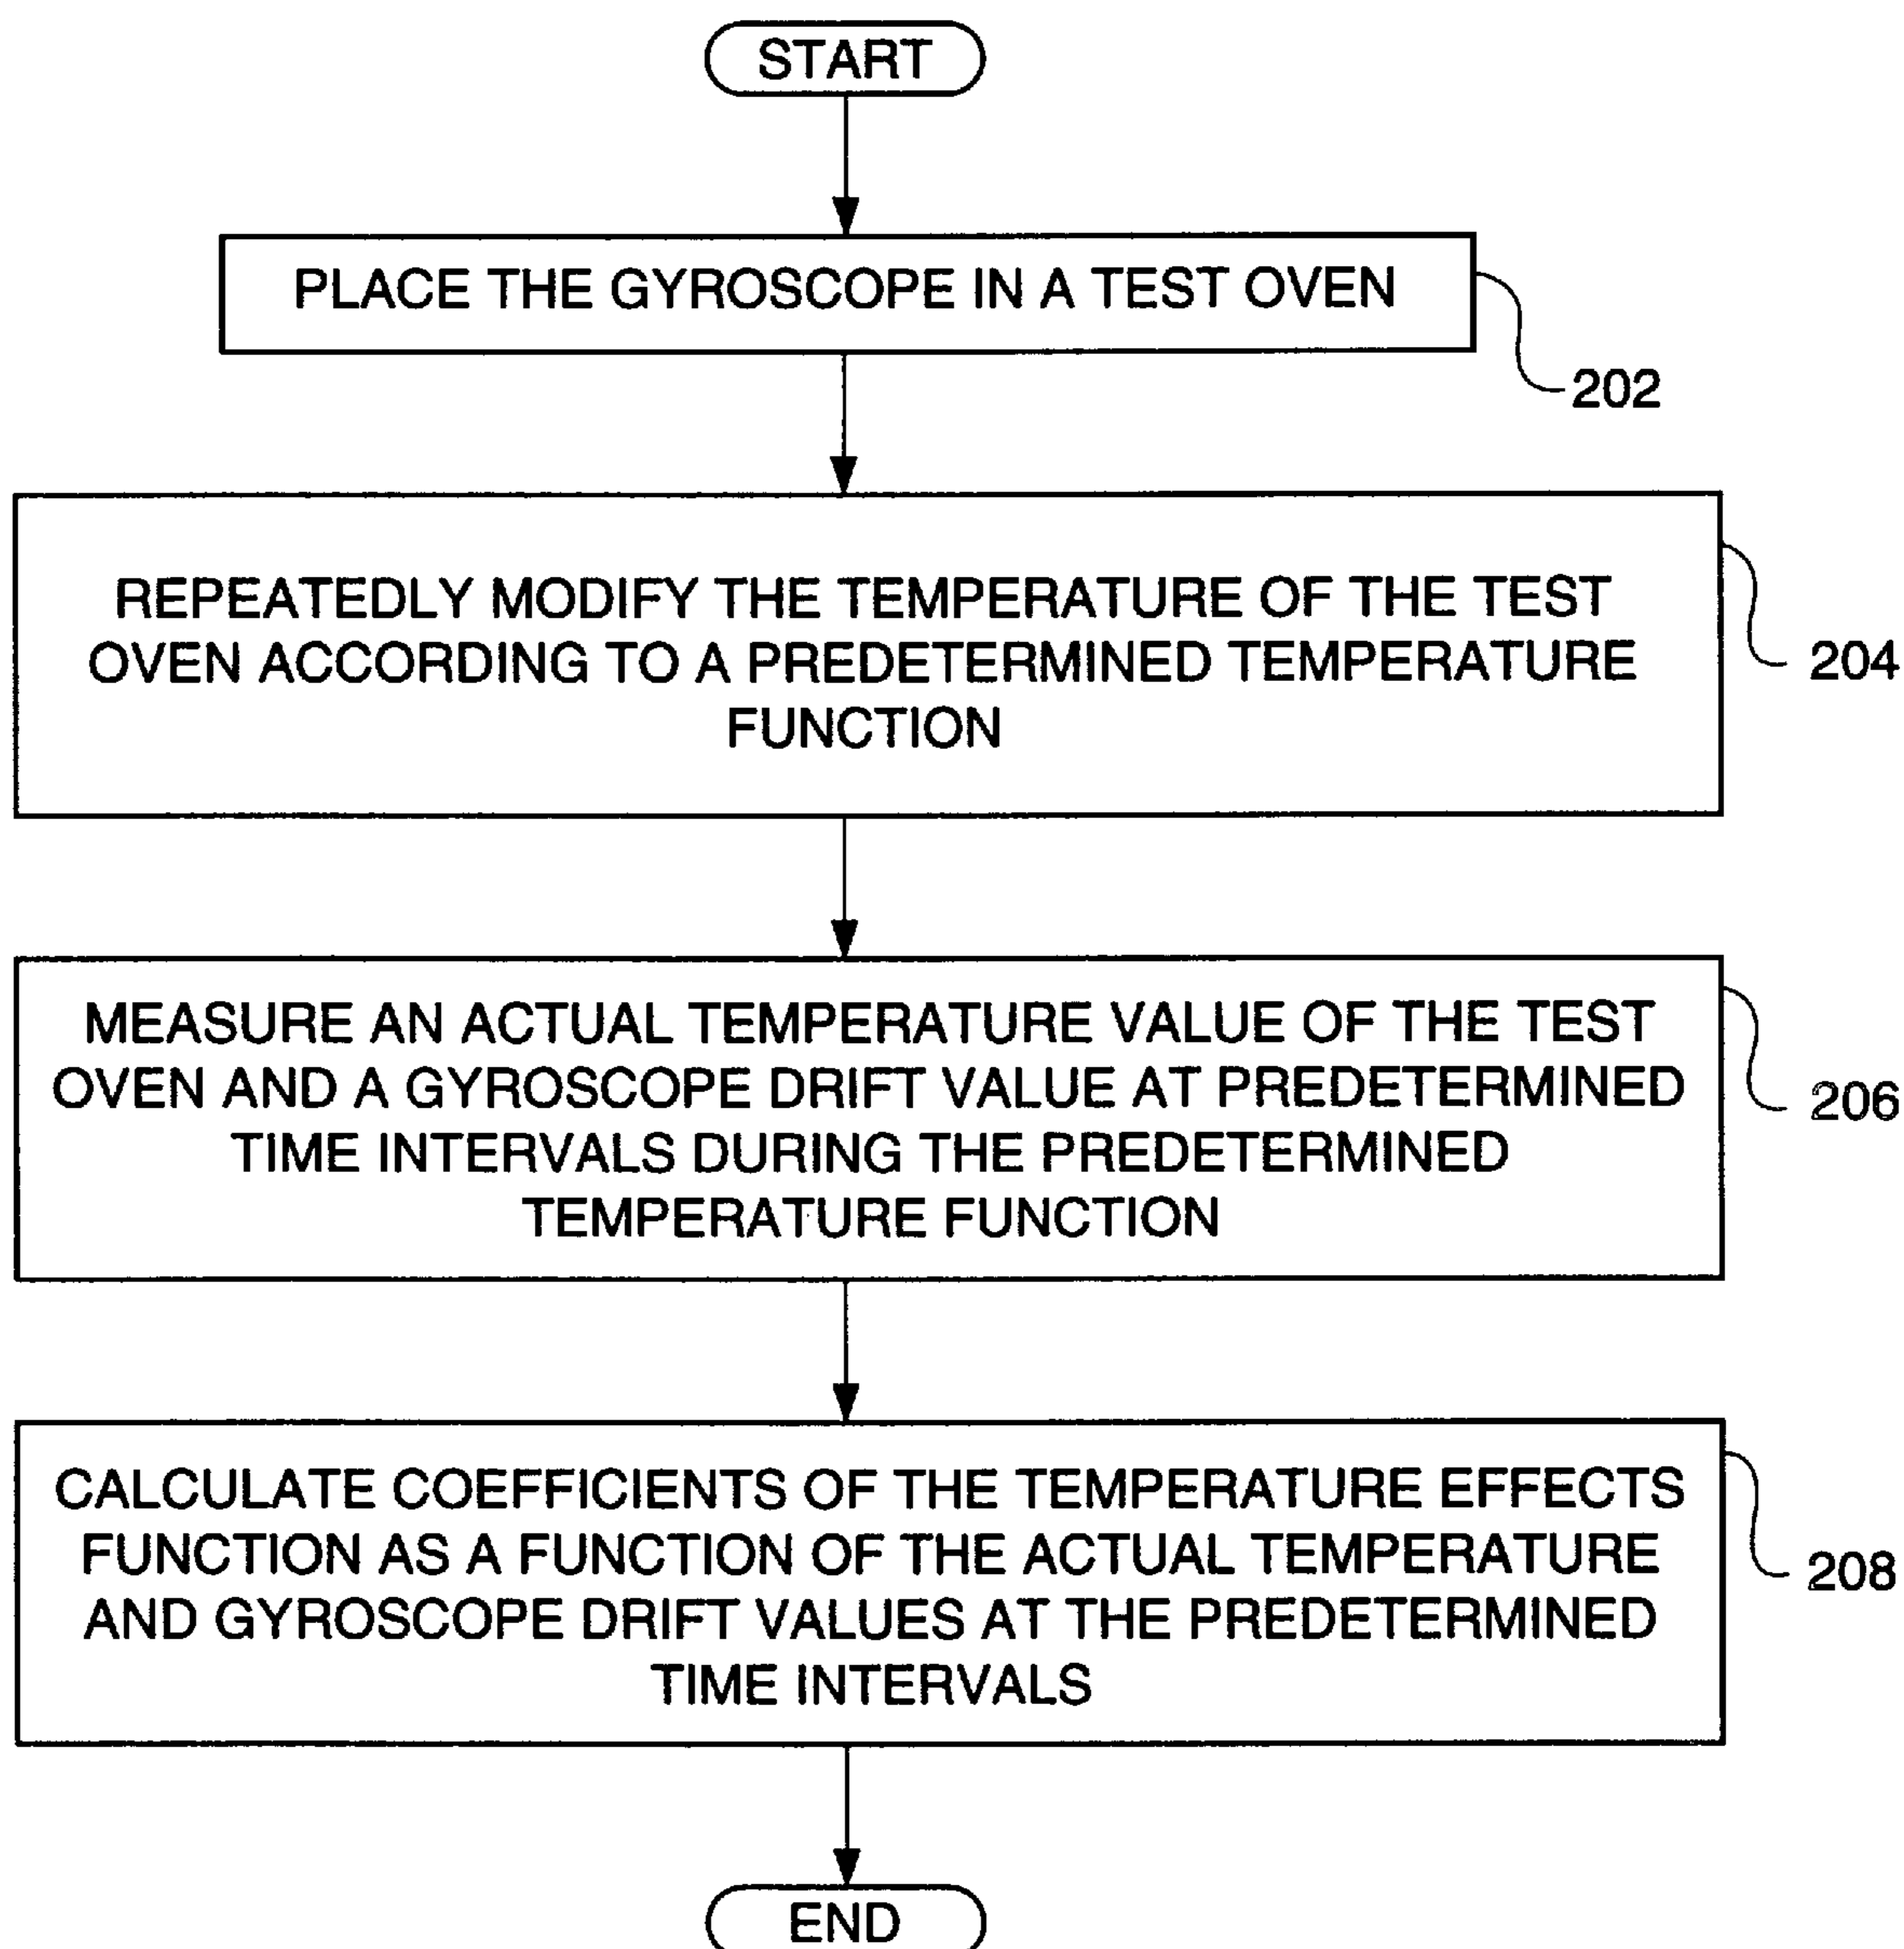 START
PLACE THE GYROSCOPE IN A TEST OVEN
202
REPEATEDLY MODIFY THE TEMPERATURE OF THE TEST
OVEN ACCORDING TO A PREDETERMINED TEMPERATURE
FUNCTION
204
MEASURE AN ACTUAL TEMPERATURE VALUE OF THE TEST
OVEN AND A GYROSCOPE DRIFT VALUE AT PREDETERMINED
TIME INTERVALS DURING THE PREDETERMINED
TEMPERATURE FUNCTION
206
CALCULATE COEFFICIENTS OF THE TEMPERATURE EFFECTS
FUNCTION AS A FUNCTION OF THE ACTUAL TEMPERATURE
AND GYROSCOPE DRIFT VALUES AT THE PREDETERMINED
TIME INTERVALS
208
END